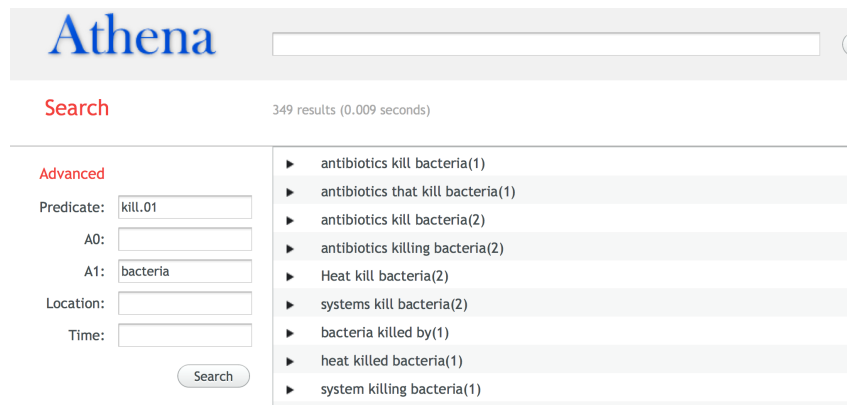 Athena
Search
349 results (0.009 seconds)
Advanced
Predicate: kill.01
A0:
A1: bacteria
Location:
Time:
Search
antibiotics kill bacteria(1)
antibiotics that kill bacteria(1)
antibiotics kill bacteria(2)
antibiotics killing bacteria(2)
Heat kill bacteria(2)
systems kill bacteria(2)
bacteria killed by(1)
heat killed bacteria(1)
system killing bacteria(1)